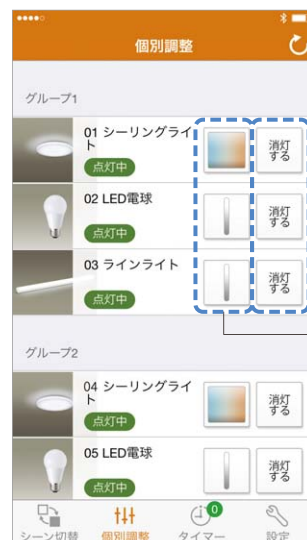 個別調整
グループ1
01 シーリングライ
ト
点灯中
消灯
する
02 LED電球
点灯中
消灯
する
03 ラインライト
点灯中
消灯
する
グループ2
04 シーリングライ
ト
点灯中
消灯
する
05 LED電球
点灯中
消灯
する
0
シーン切替
個別調整
タイマー
設定